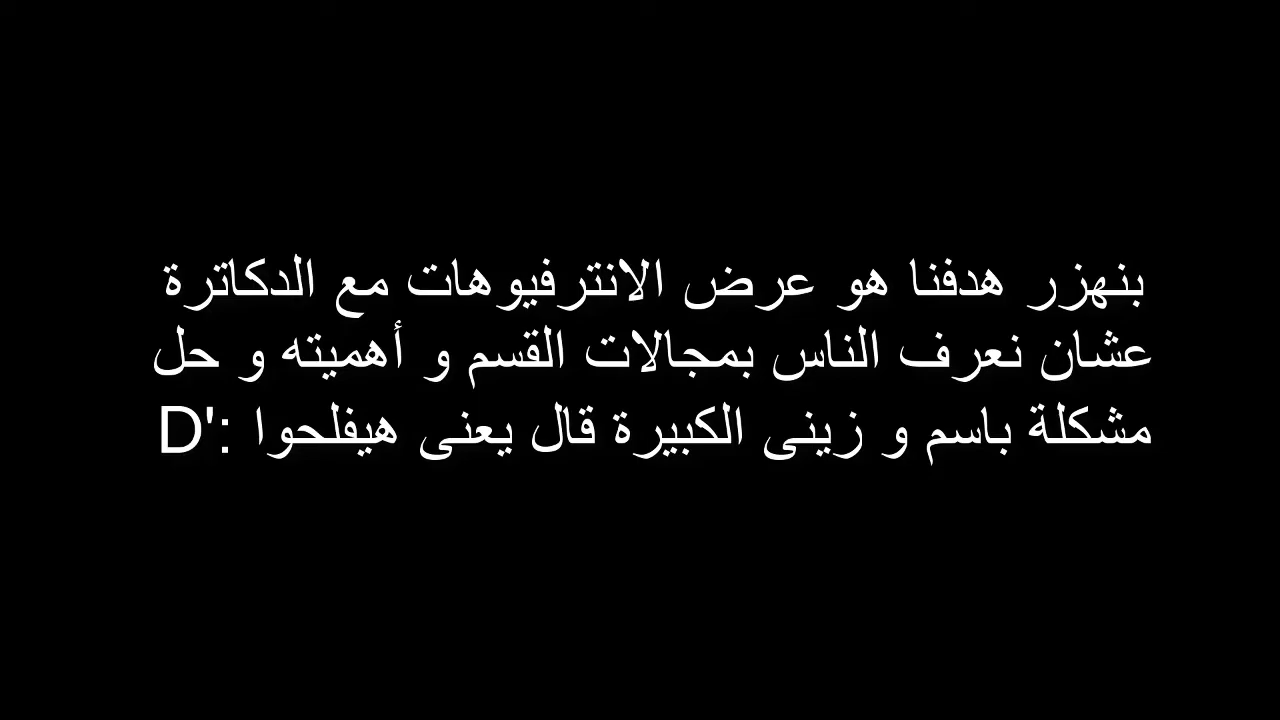 بنهزر هدفنا هو عرض الانترفيوهات مع الدكاترة
عشان نعرف الناس بمجالات القسم و أهميته و حل
مشكلة باسم و زينى الكبيرة قال يعنى هيفلحوا :'D